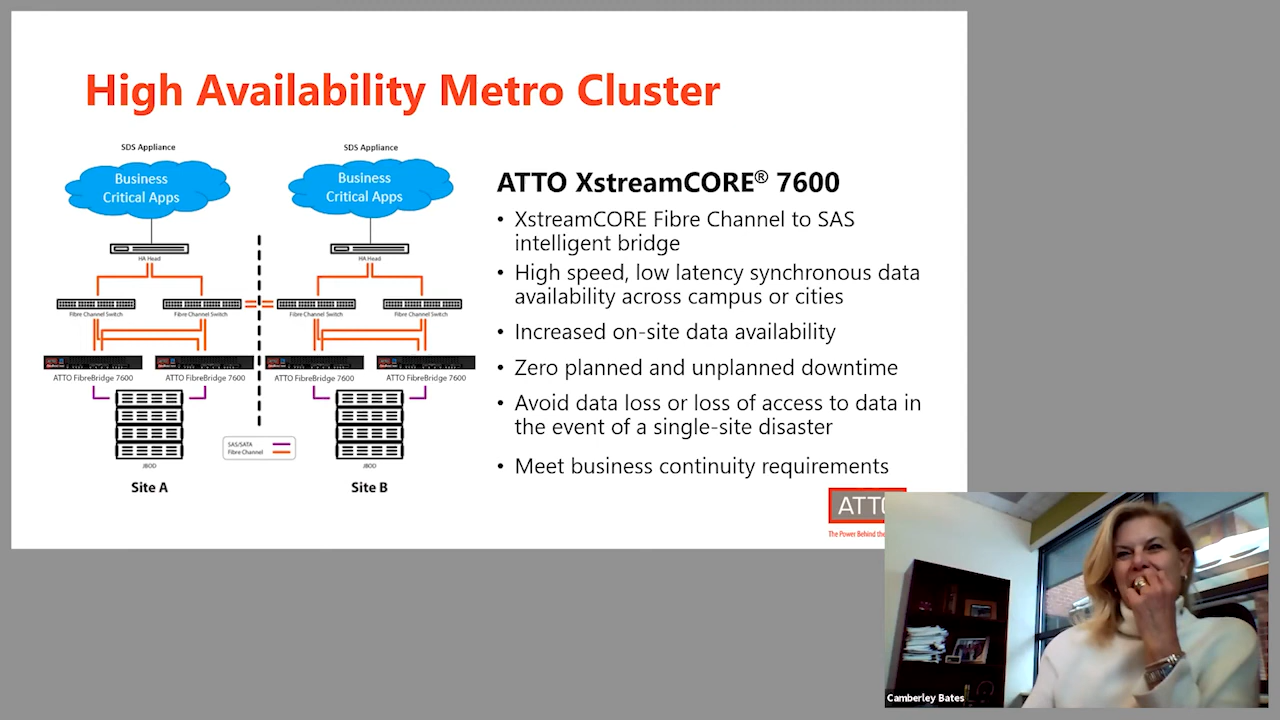 High Availability Metro Cluster
SDS Appliance
SDS Appliance
Business
Critical Apps
Business
Critical Apps
HA Head
HA Head
Fibre Channel Switch
Fibre Channel Switch
Fibre Channel Switch
Fibre Channel Switch
ATTO FibreBridge 7600
ATTO FibreBridge 7600
ATTO FibreBridge 7600
ATTO FibreBridge 7600
SAS/SATA
Fibre Channel
JBOD
JBOD
Site A
Site B
ATTO XstreamCORE® 7600
• XstreamCORE Fibre Channel to SAS
intelligent bridge
• High speed, low latency synchronous data
availability across campus or cities
• Increased on-site data availability
• Zero planned and unplanned downtime
• Avoid data loss or loss of access to data in
the event of a single-site disaster
• Meet business continuity requirements
ATT
The Power Behind the
Camberley Bates